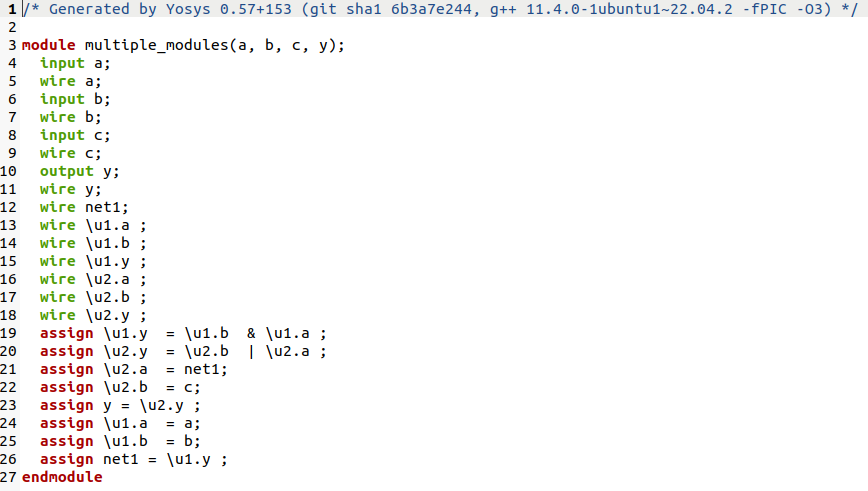 1 /* Generated by Yosys 0.57+153 (git sha1 6b3a7e244, g++ 11.4.0-1ubuntu1~22.04.2 -fPIC -O3) */
2
3 module multiple_modules(a, b, c, y);
4   input a;
5   wire a;
6   input b;
7   wire b;
8   input c;
9   wire c;
10   output y;
11   wire y;
12   wire net1;
13   wire \u1.a ;
14   wire \u1.b ;
15   wire \u1.y ;
16   wire \u2.a ;
17   wire \u2.b ;
18   wire \u2.y ;
19   assign \u1.y  = \u1.b  & \u1.a ;
20   assign \u2.y  = \u2.b  | \u2.a ;
21   assign \u2.a  = net1;
22   assign \u2.b  = c;
23   assign y = \u2.y ;
24   assign \u1.a  = a;
25   assign \u1.b  = b;
26   assign net1 = \u1.y ;
27 endmodule